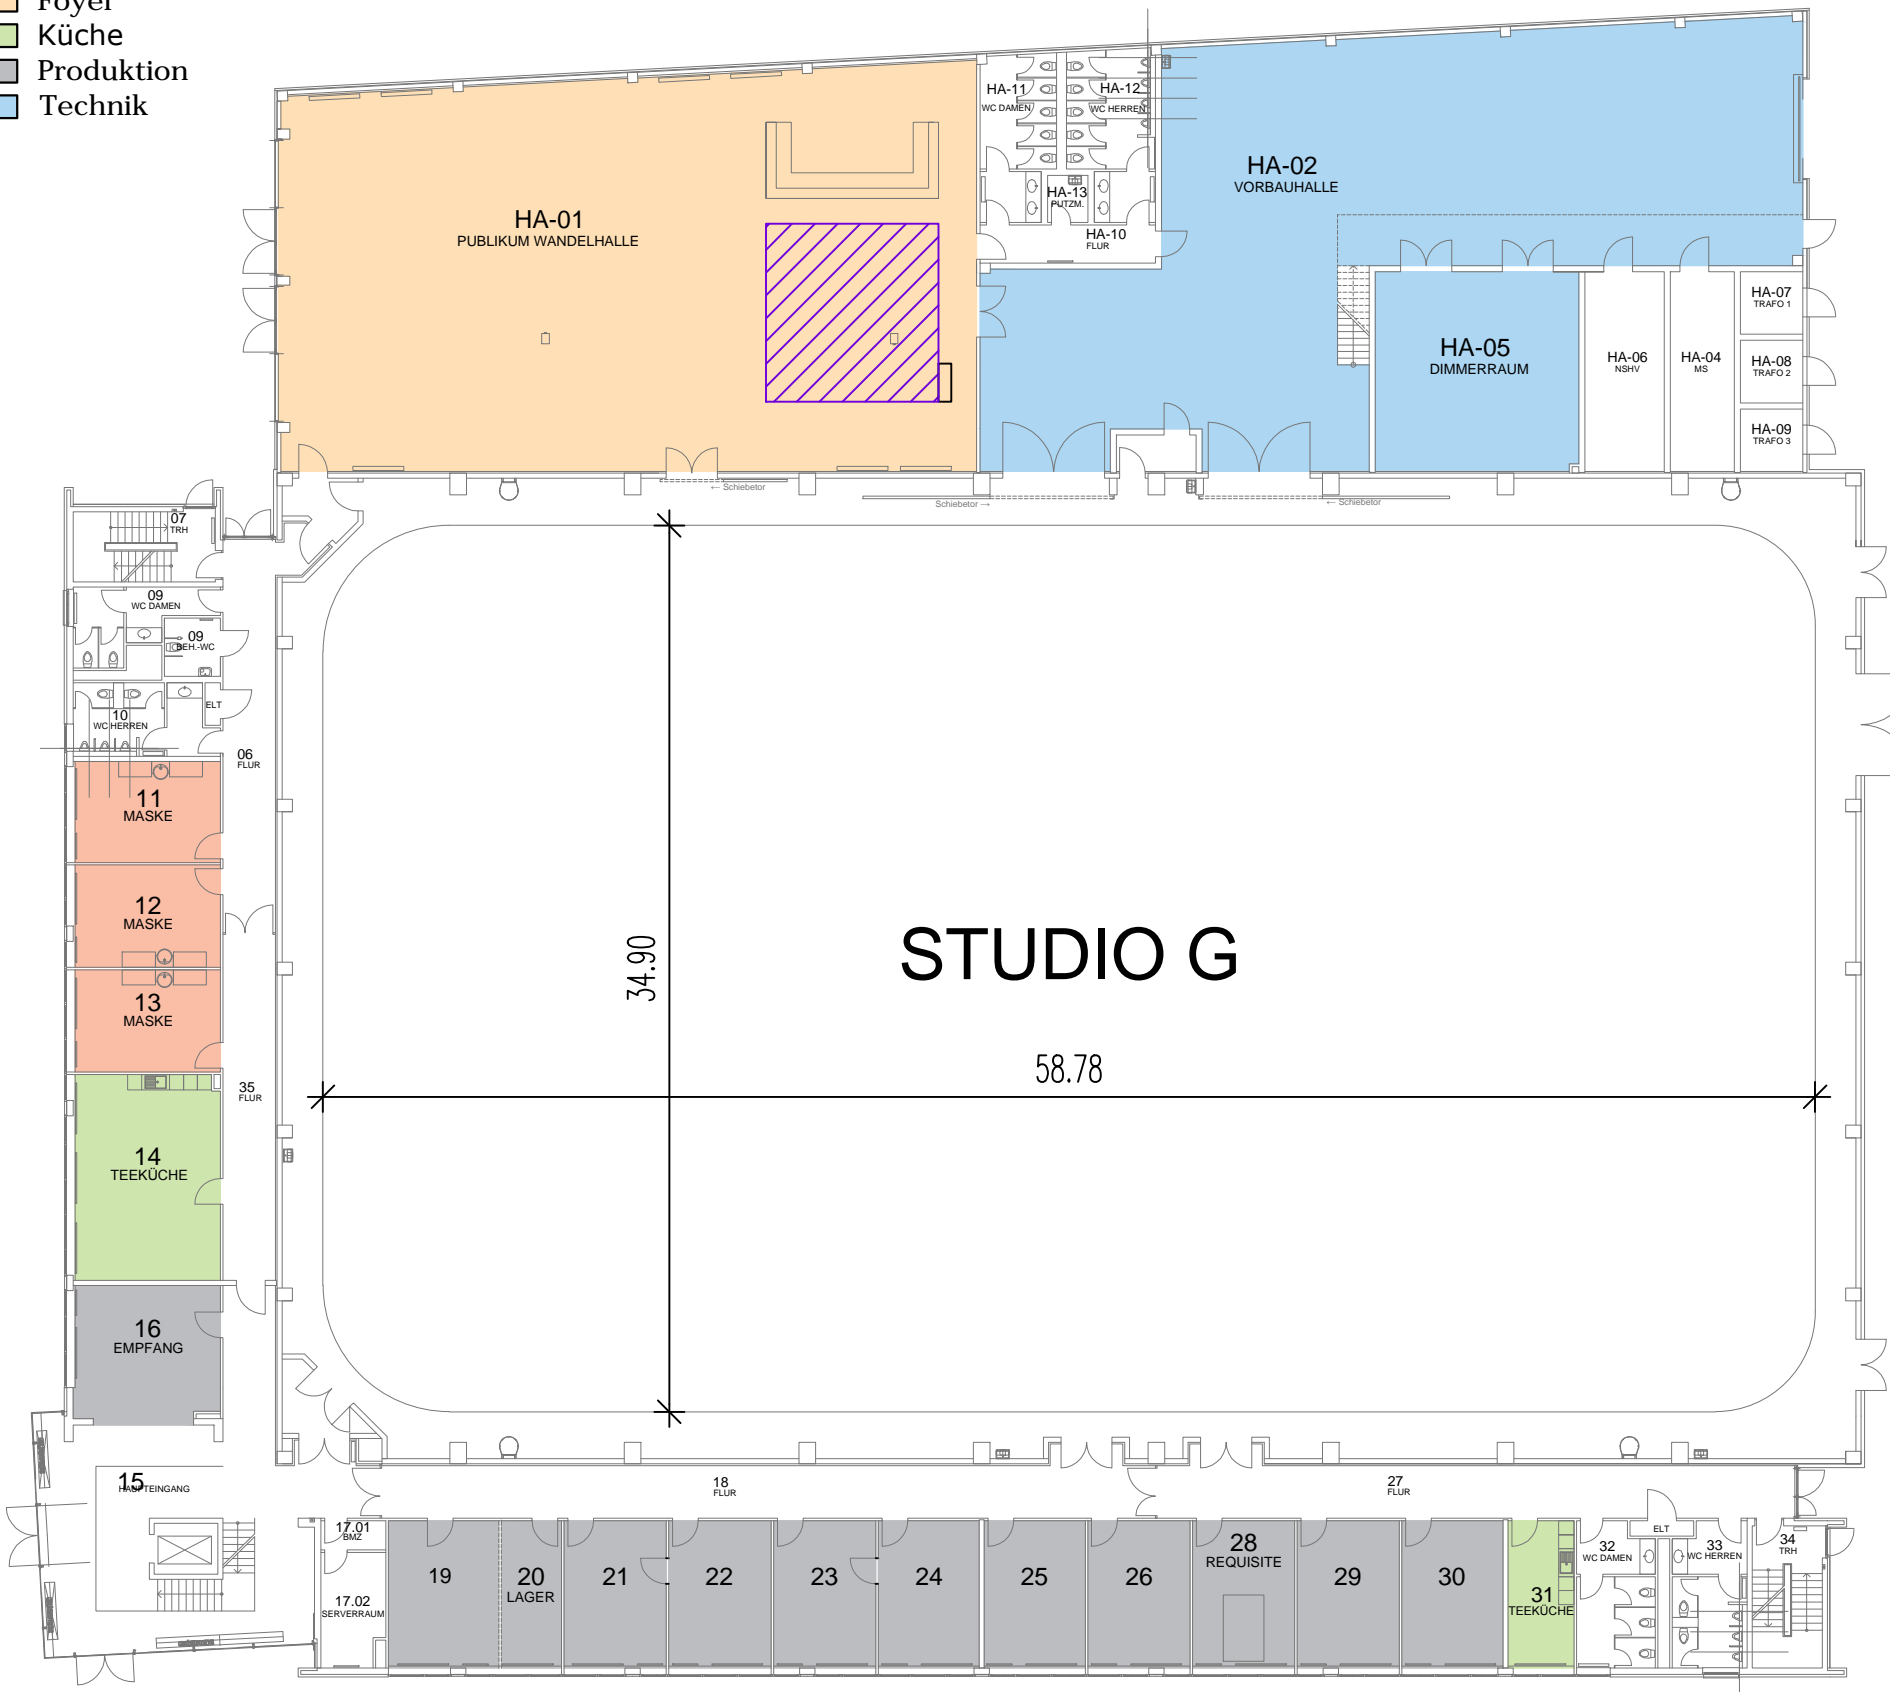 Foyer
Küche
Produktion
Technik
HA-01
PUBLIKUM WANDELHALLE
HA-11
WC DAMEN
HA-12
WC HERREN
HA-13
PUTZM.
HA-10
FLUR
HA-02
VORBAUHALLE
HA-05
DIMMERRAUM
HA-06
NSHV
HA-04
MS
HA-07
TRAFO 1
HA-08
TRAFO 2
HA-09
TRAFO 3
← Schiebetor
Schiebetor →
← Schiebetor
07
TRH
09
WC DAMEN
09
BEH.-WC
ELT
10
WC HERREN
06
FLUR
11
MASKE
12
MASKE
13
MASKE
35
FLUR
14
TEEKÜCHE
16
EMPFANG
34.90
STUDIO G
58.78
15
HAUPTEINGANG
18
FLUR
27
FLUR
17.01
BMZ
17.02
SERVERRAUM
19
20
LAGER
21
22
23
24
25
26
28
REQUISITE
29
30
31
TEEKÜCHE
32
WC DAMEN
ELT
33
WC HERREN
34
TRH